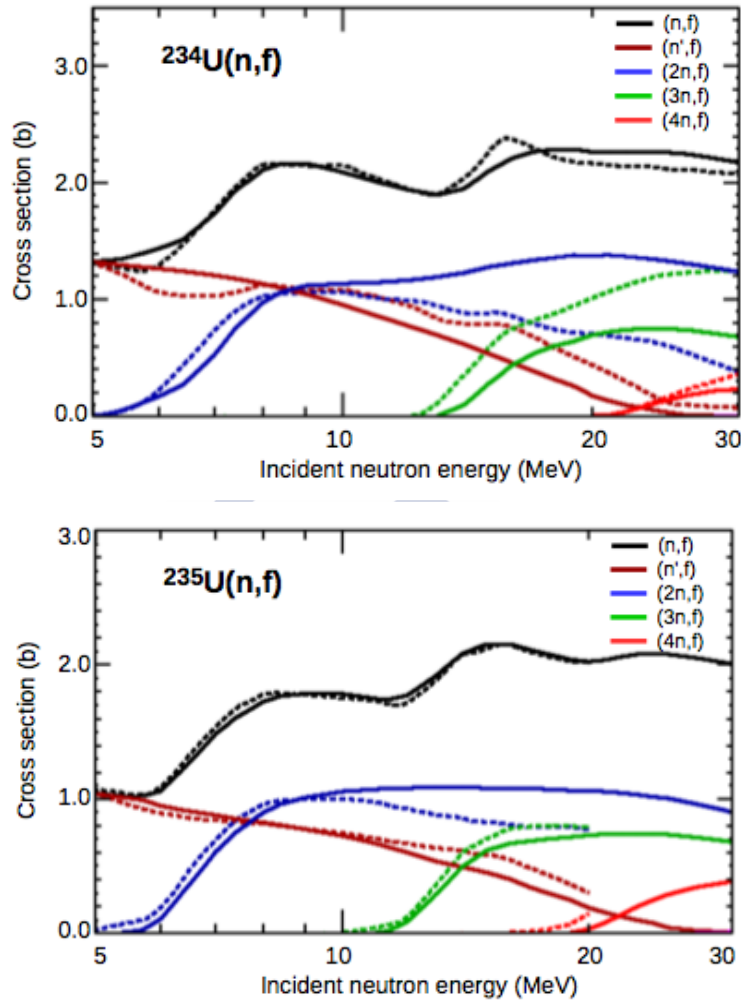 ²³⁴U(n,f)
(n,f)
(n',f)
(2n,f)
(3n,f)
(4n,f)
Cross section (b)
3.0
2.0
1.0
0.0
5
10
20
30
Incident neutron energy (MeV)
²³⁵U(n,f)
(n,f)
(n',f)
(2n,f)
(3n,f)
(4n,f)
Cross section (b)
3.0
2.0
1.0
0.0
5
10
20
30
Incident neutron energy (MeV)